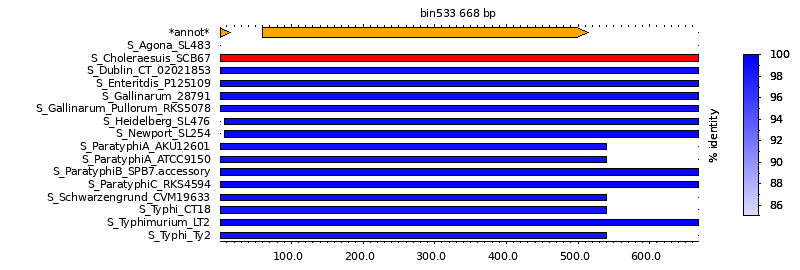 bin533 668 bp
*annot*
S_Agona_SL483
S_Choleraesuis_SCB67
S_Dublin_CT_02021853
S_Enteritdis_P125109
S_Gallinarum_28791
S_Gallinarum_Pullorum_RKS5078
S_Heidelberg_SL476
S_Newport_SL254
S_ParatyphiA_AKU12601
S_ParatyphiA_ATCC9150
S_ParatyphiB_SPB7.accessory
S_ParatyphiC_RKS4594
S_Schwarzengrund_CVM19633
S_Typhi_CT18
S_Typhimurium_LT2
S_Typhi_Ty2
100.0 200.0 300.0 400.0 500.0 600.0
% identity
100
98
96
94
92
90
88
86